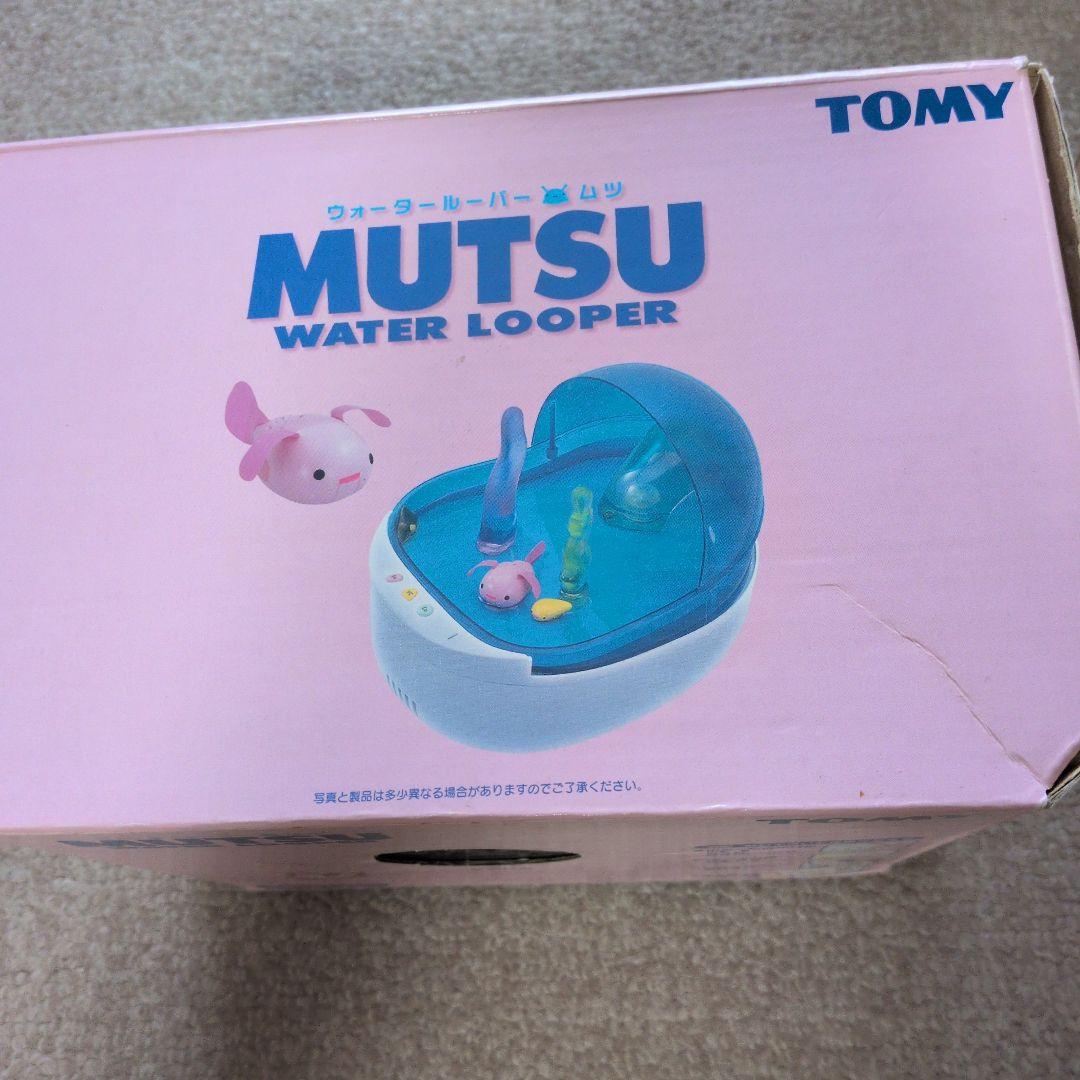 TOMY
ウォータールーパー ムツ
MUTSU
WATER LOOPER
写真と製品は多少異なる場合がありますのでご了承ください。
MUTSU
TOMY